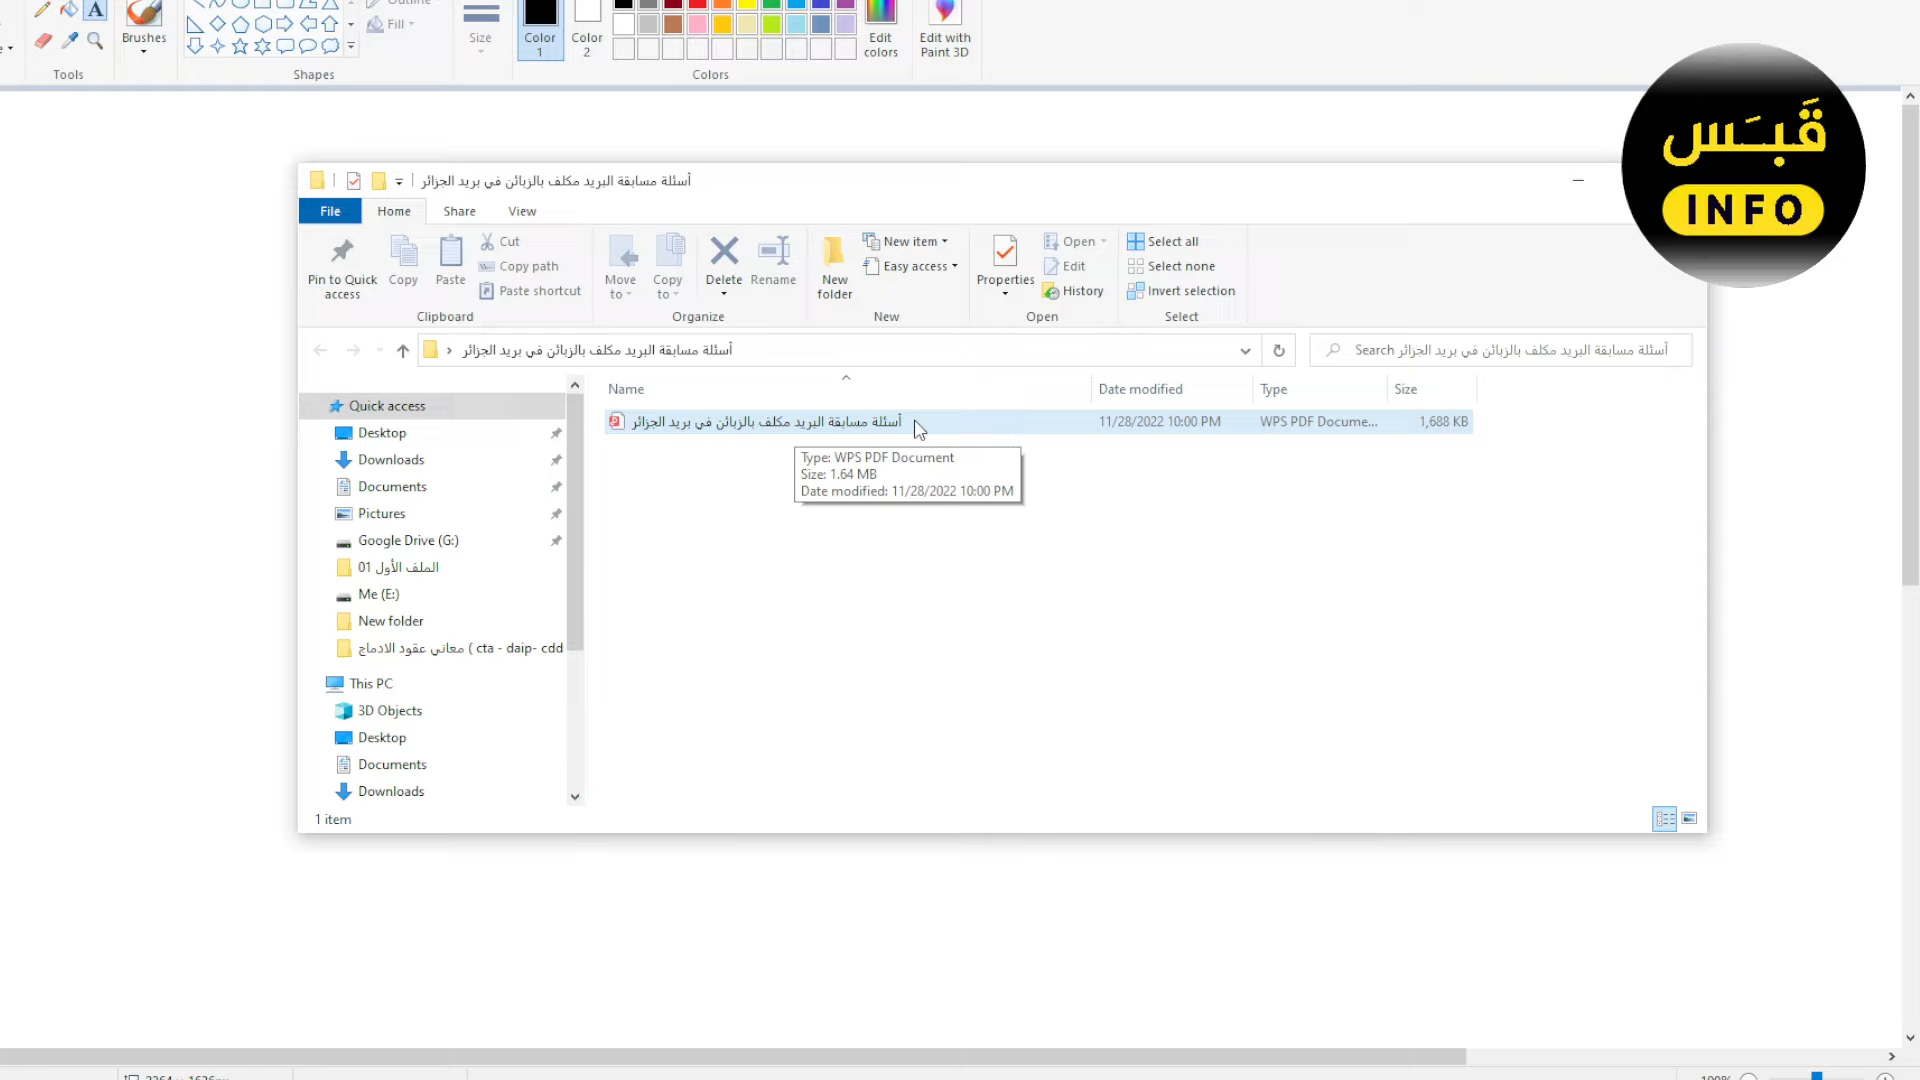 Outline
Fill
Brushes
Size
Color
1
Color
2
Edit
colors
Edit with
Paint 3D
Tools
Shapes
Colors
قَبَس
INFO
أسئلة مسابقة البريد مكلف بالزبائن في بريد الجزائر
File
Home
Share
View
Pin to Quick
access
Copy
Paste
Cut
Copy path
Paste shortcut
Move
to
Copy
to
Delete
Rename
New
folder
New item
Easy access
Properties
Open
Edit
History
Select all
Select none
Invert selection
Clipboard
Organize
New
Open
Select
أسئلة مسابقة البريد مكلف بالزبائن في بريد الجزائر
Search أسئلة مسابقة البريد مكلف بالزبائن في بريد الجزائر
Name
Date modified
Type
Size
أسئلة مسابقة البريد مكلف بالزبائن في بريد الجزائر
11/28/2022 10:00 PM
WPS PDF Docume...
1,688 KB
Type: WPS PDF Document
Size: 1.64 MB
Date modified: 11/28/2022 10:00 PM
Quick access
Desktop
Downloads
Documents
Pictures
Google Drive (G:)
الملف الأول 01
Me (E:)
New folder
معاني عقود الادماج ( cta - daip- cdd
This PC
3D Objects
Desktop
Documents
Downloads
1 item